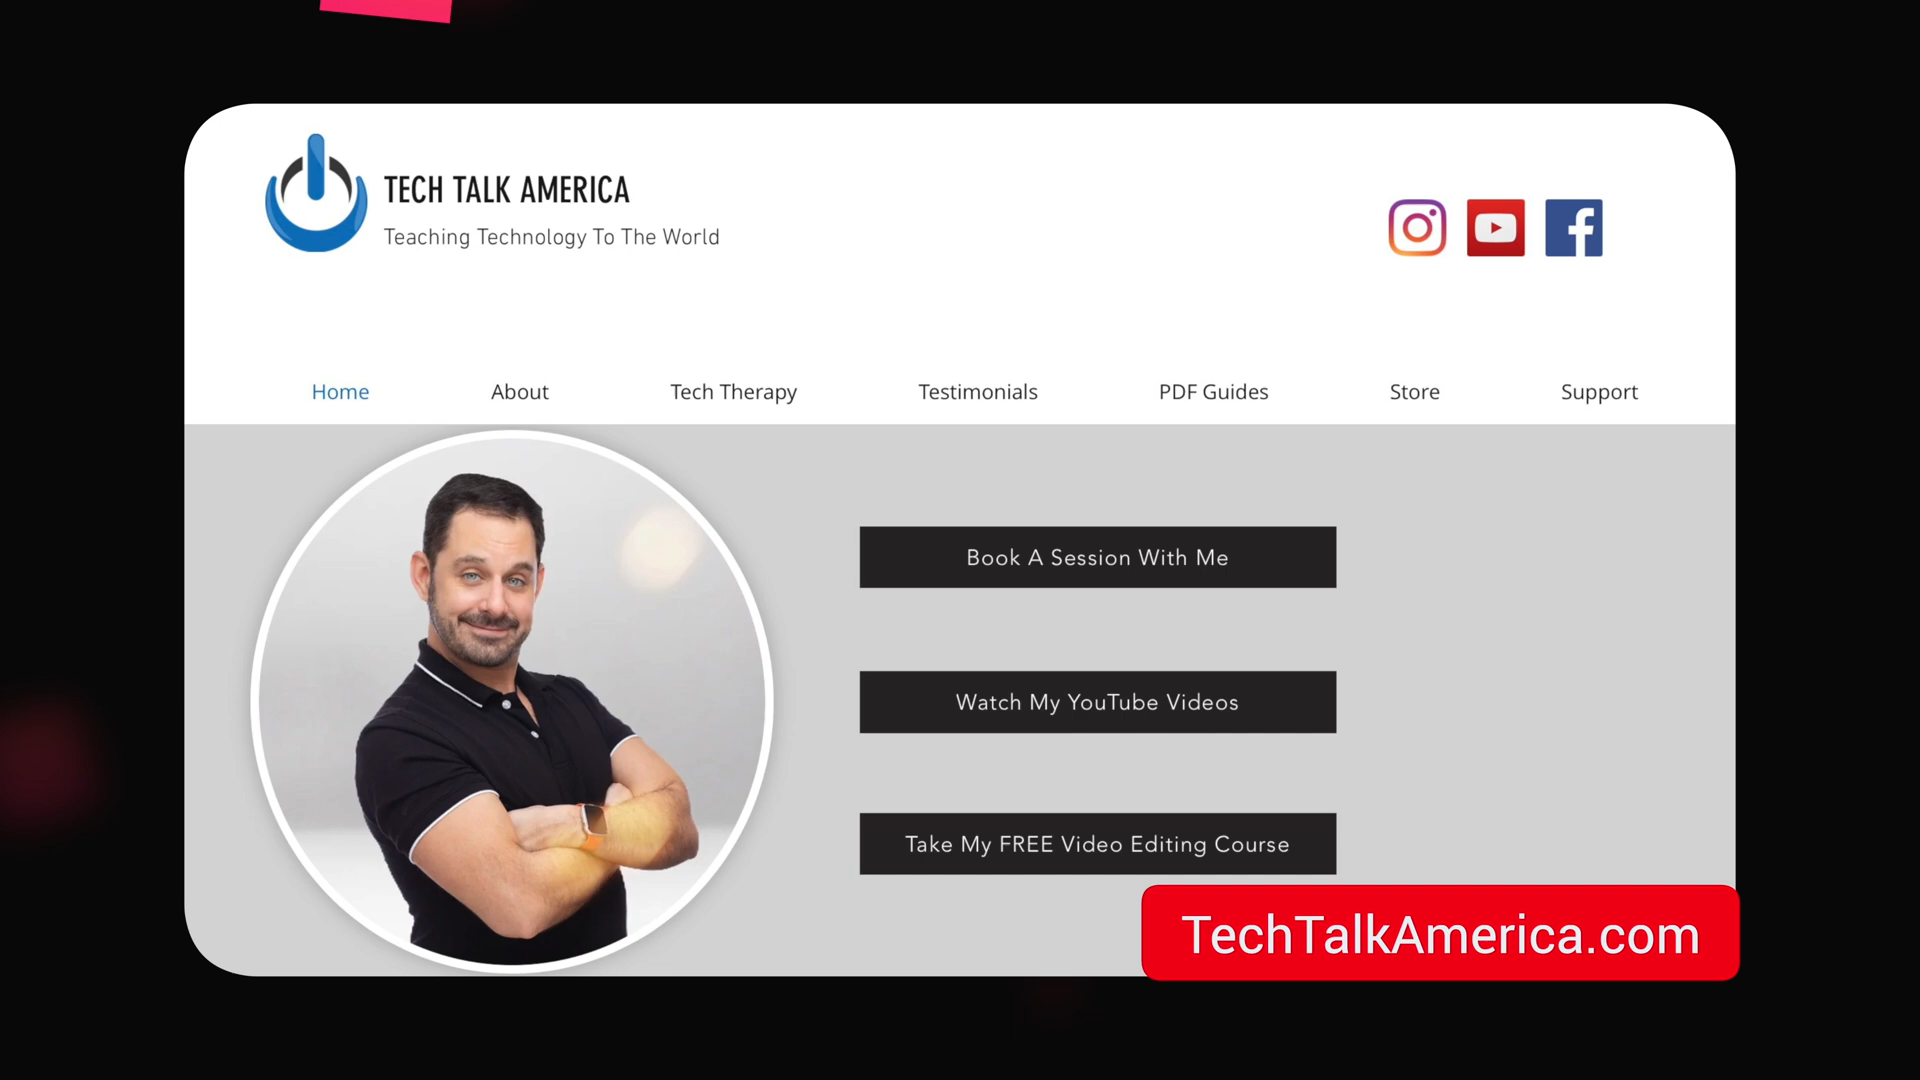 TECH TALK AMERICA
Teaching Technology To The World
Home About Tech Therapy Testimonials PDF Guides Store Support
Book A Session With Me
Watch My YouTube Videos
Take My FREE Video Editing Course
TechTalkAmerica.com